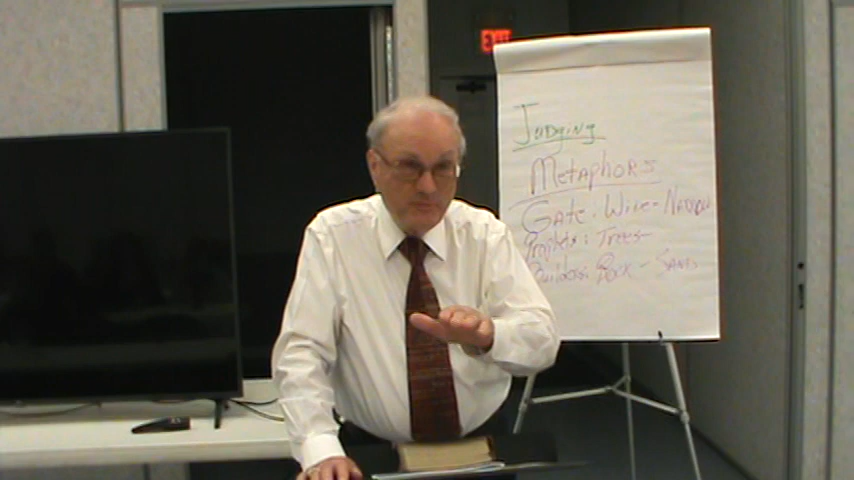 EXIT
Judging
Metaphors
Gate. Wide- Narrow
Prophets: Trees-
Builders: Rock - Sand